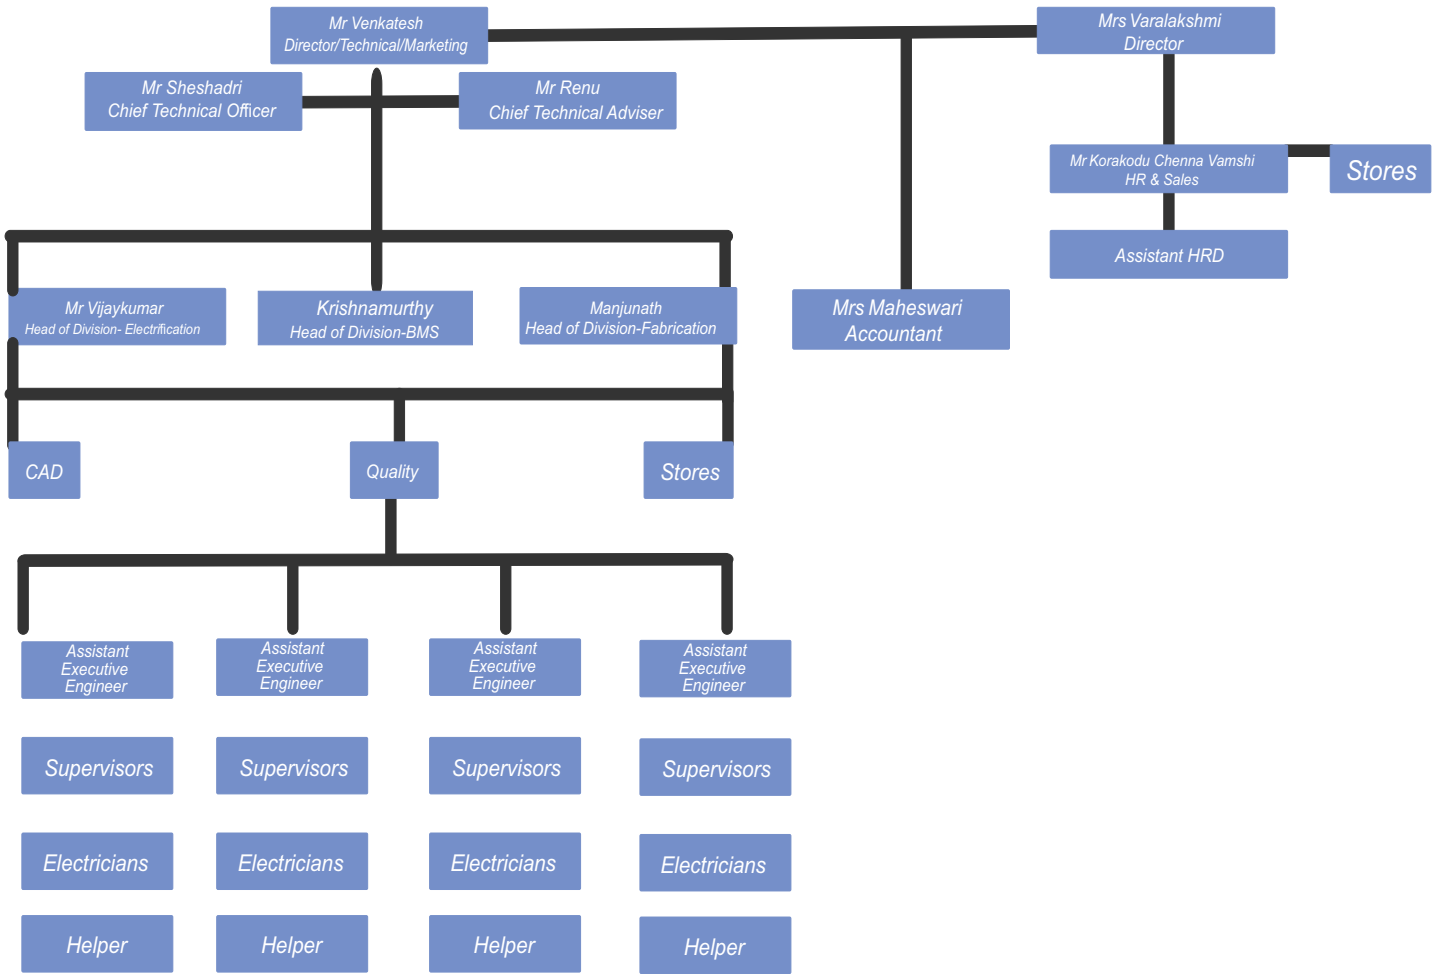 Mr Venkatesh
Director/Technical/Marketing
Mrs Varalakshmi
Director
Mr Sheshadri
Chief Technical Officer
Mr Renu
Chief Technical Adviser
Mr Korakodu Chenna Vamshi
HR & Sales
Stores
Assistant HRD
Mr Vijaykumar
Head of Division- Electrification
Krishnamurthy
Head of Division-BMS
Manjunath
Head of Division-Fabrication
Mrs Maheswari
Accountant
CAD
Quality
Stores
Assistant
Executive
Engineer
Assistant
Executive
Engineer
Assistant
Executive
Engineer
Assistant
Executive
Engineer
Supervisors
Supervisors
Supervisors
Supervisors
Electricians
Electricians
Electricians
Electricians
Helper
Helper
Helper
Helper